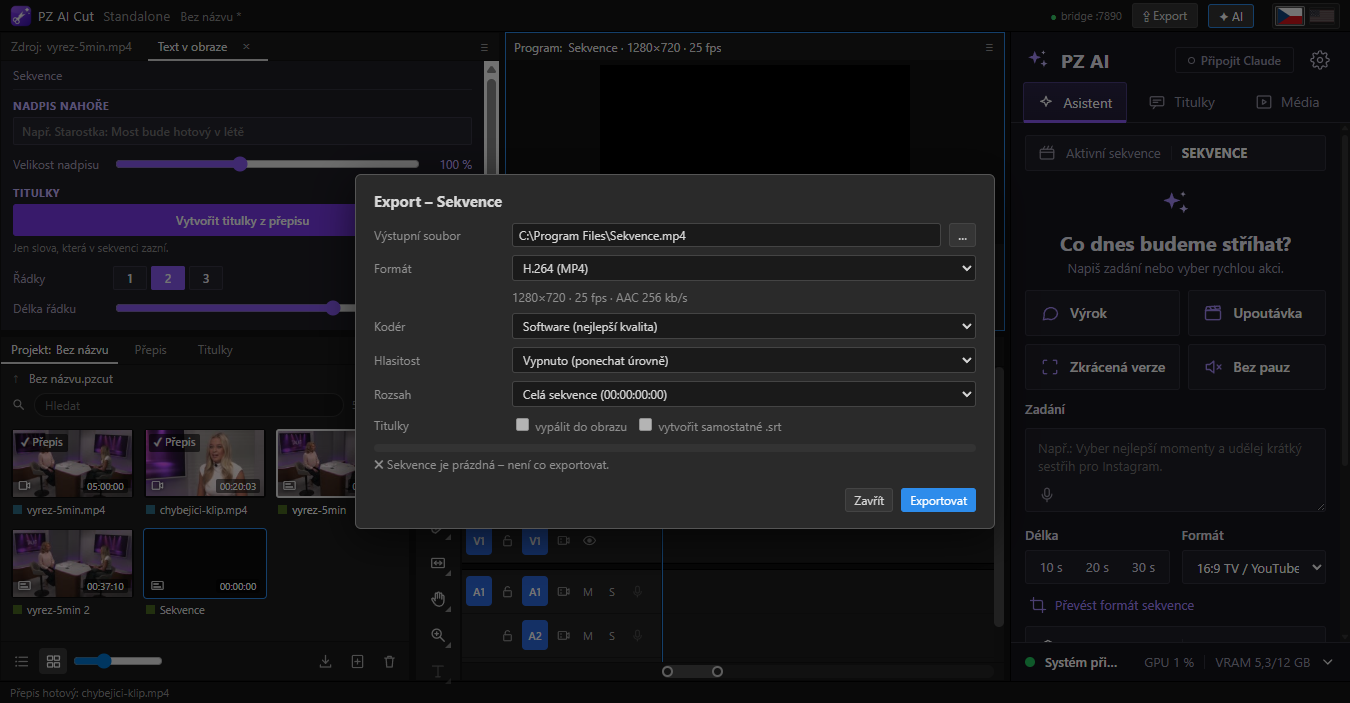 PZ AI Cut Standalone Bez názvu *
bridge :7890
Export
AI
Zdroj: vyrez-5min.mp4
Text v obraze
Program: Sekvence · 1280×720 · 25 fps
Sekvence
NADPIS NAHOŘE
Např. Starostka: Most bude hotový v létě
Velikost nadpisu
100 %
TITULKY
Vytvořit titulky z přepisu
Jen slova, která v sekvenci zazní.
Řádky
1
2
3
Délka řádku
Projekt: Bez názvu
Přepis
Titulky
Bez názvu.pzcut
Hledat
✓ Přepis
05:00:00
vyrez-5min.mp4
✓ Přepis
00:20:03
chybejici-klip.mp4
vyrez-5min
00:37:10
vyrez-5min 2
00:00:00
Sekvence
Přepis hotový: chybejici-klip.mp4
Export – Sekvence
Výstupní soubor
C:\Program Files\Sekvence.mp4
...
Formát
H.264 (MP4)
1280×720 · 25 fps · AAC 256 kb/s
Kodér
Software (nejlepší kvalita)
Hlasitost
Vypnuto (ponechat úrovně)
Rozsah
Celá sekvence (00:00:00:00)
Titulky
vypálit do obrazu
vytvořit samostatné .srt
✕ Sekvence je prázdná – není co exportovat.
Zavřít
Exportovat
V1
V1
A1
A1
M
S
A2
M
S
PZ AI
Připojit Claude
Asistent
Titulky
Média
Aktivní sekvence
SEKVENCE
Co dnes budeme stříhat?
Napiš zadání nebo vyber rychlou akci.
Výrok
Upoutávka
Zkrácená verze
Bez pauz
Zadání
Např.: Vyber nejlepší momenty a udělej krátký
sestřih pro Instagram.
Délka
Formát
10 s
20 s
30 s
16:9 TV / YouTube
Převést formát sekvence
Systém při...
GPU 1 %
VRAM 5,3/12 GB